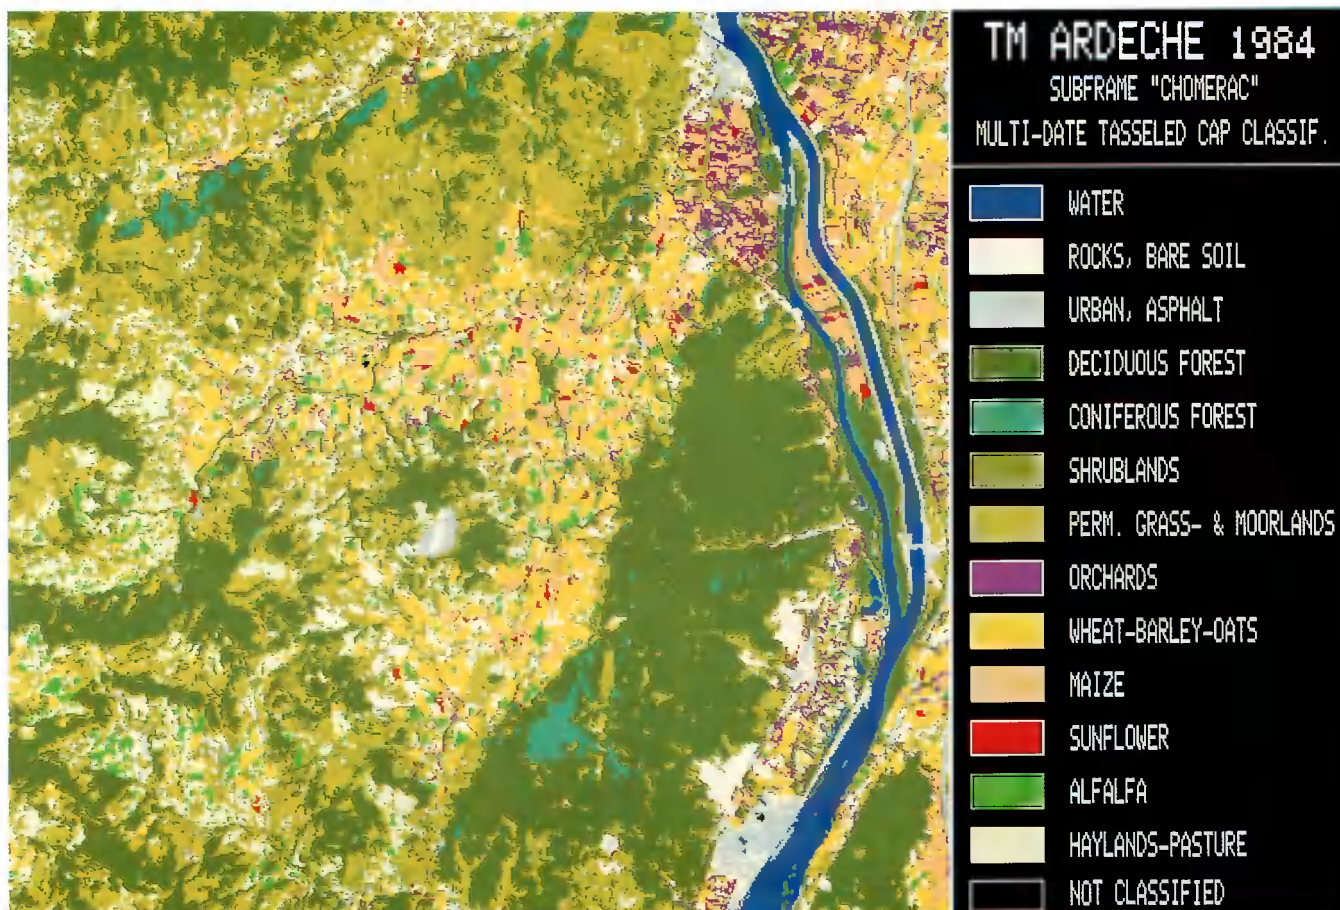 TM ARDECHE 1984
SUBFRAME "CHOMERAC"
MULTI-DATE TASSELED CAP CLASSIF.
WATER
ROCKS, BARE SOIL
URBAN, ASPHALT
DECIDUOUS FOREST
CONIFEROUS FOREST
SHRUBLANDS
PERM. GRASS- & MOORLANDS
ORCHARDS
WHEAT-BARLEY-OATS
MAIZE
SUNFLOWER
ALFALFA
HAYLANDS-PASTURE
NOT CLASSIFIED